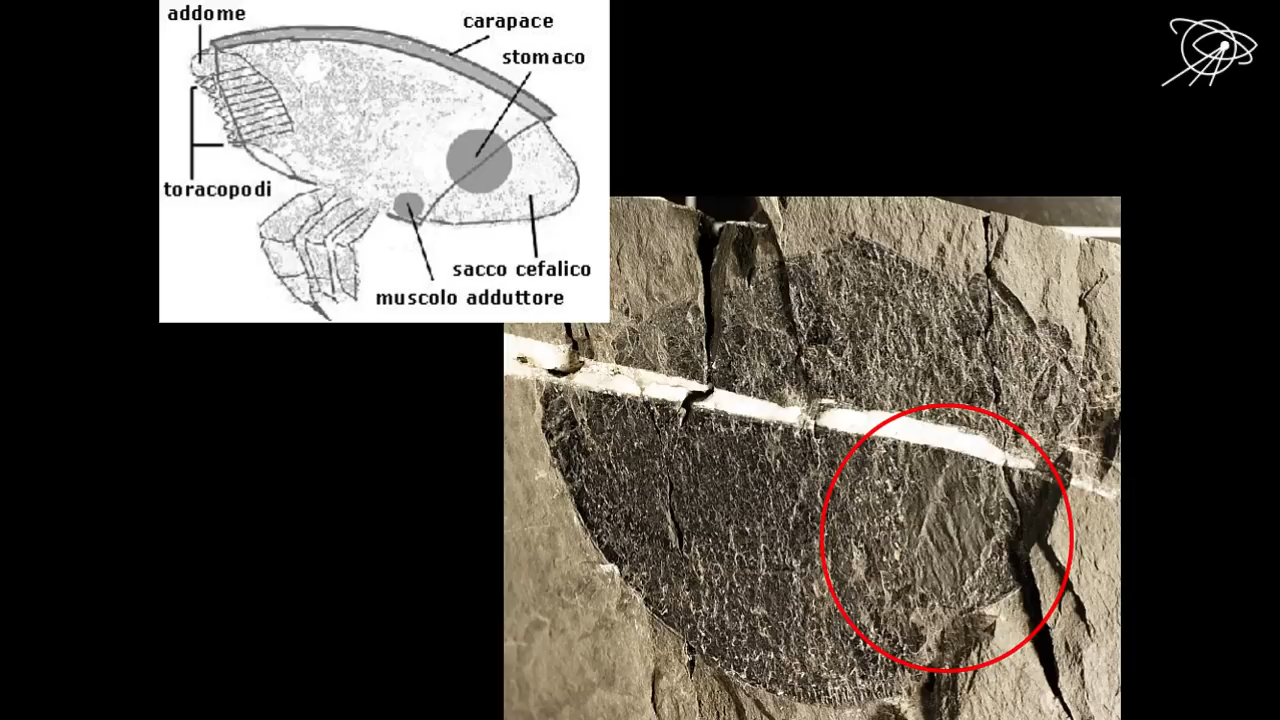 addome
carapace
stomaco
toracopodi
sacco cefalico
muscolo adduttore